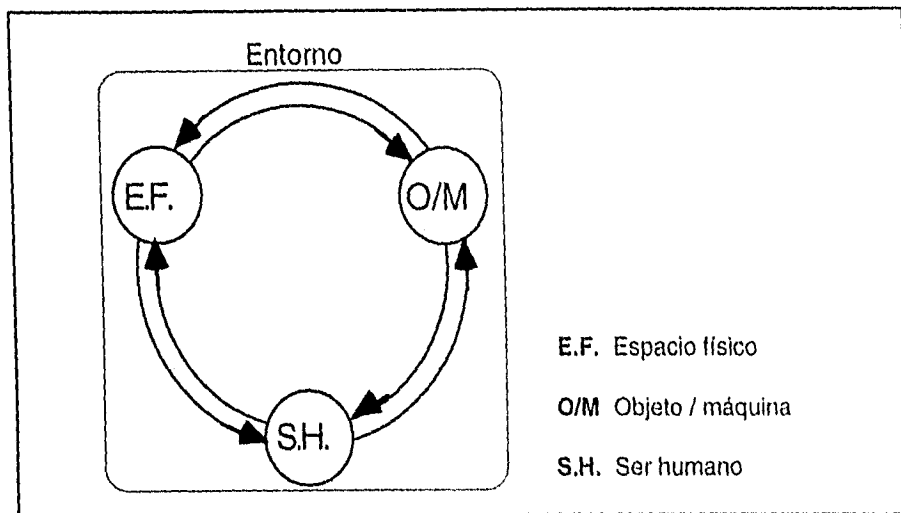 Entorno
E.F.
O/M
S.H.
E.F. Espacio físico
O/M Objeto / máquina
S.H. Ser humano